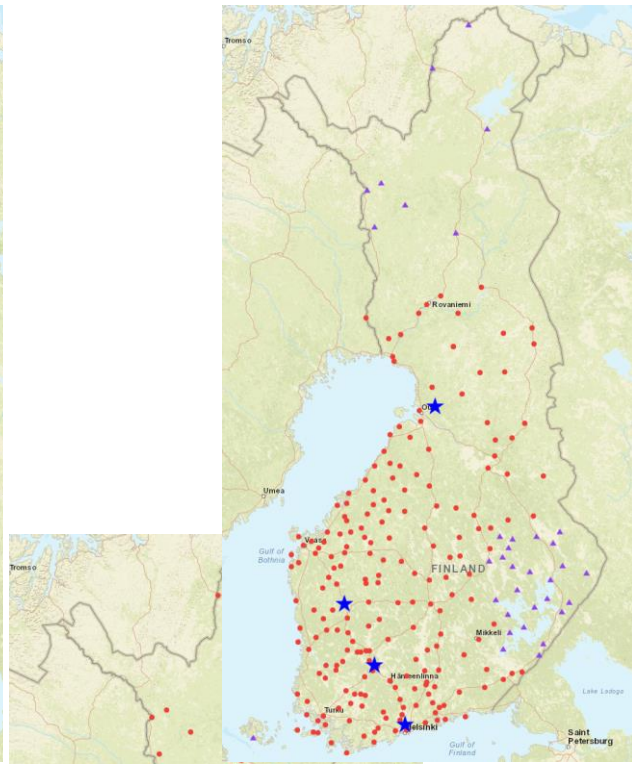 Tromso
Rovaniemi
Umea
Vaasa
Gulf of
Bothnia
FINLAND
Mikkeli
Hämeenlinna
Turku
Helsinki
Lake Ladoga
Gulf of
Finland
Saint
Petersburg
Tromso